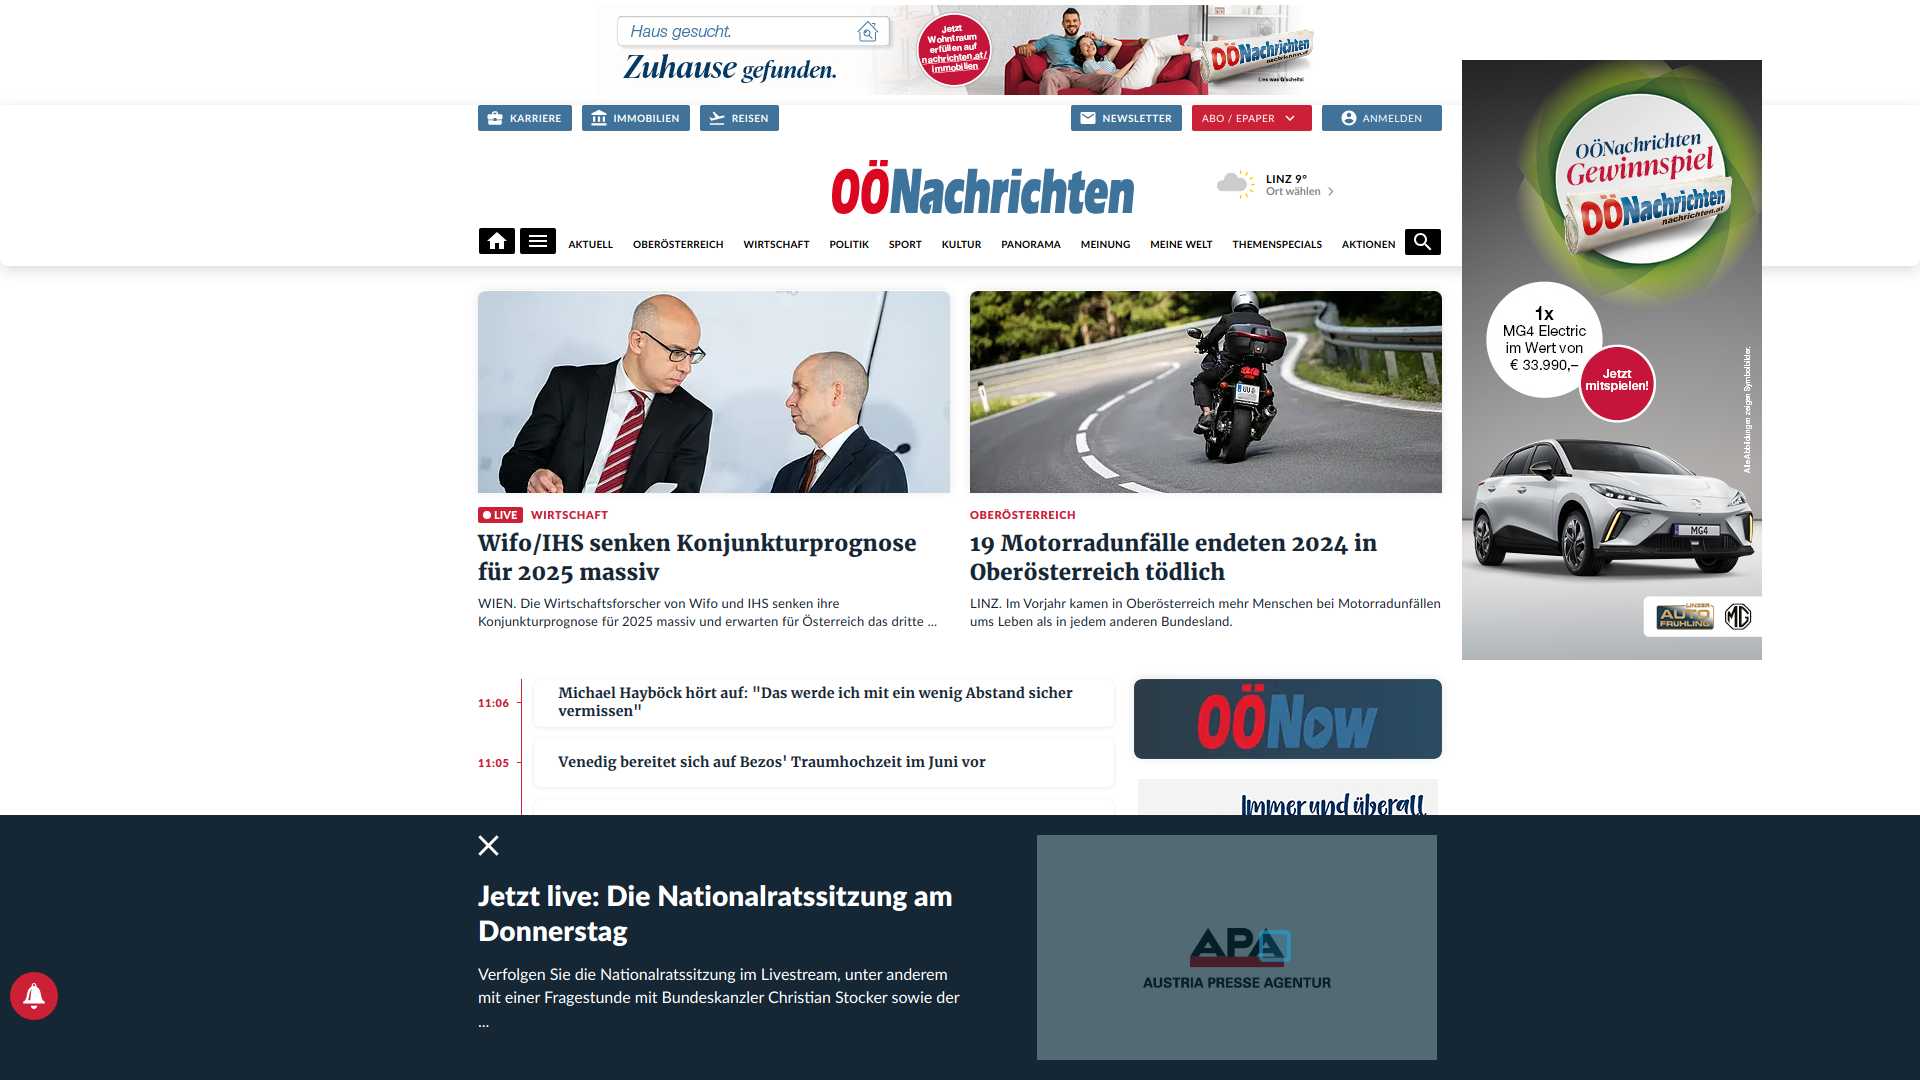 Haus gesucht.
Zuhause gefunden.
Jetzt
Wohntraum
erfüllen auf
nachrichten.at/
immobilien
OÖNachrichten
nachrichten.at
KARRIERE
IMMOBILIEN
REISEN
NEWSLETTER
ABO / EPAPER
ANMELDEN
OÖNachrichten
LINZ 9°
Ort wählen
AKTUELL
OBERÖSTERREICH
WIRTSCHAFT
POLITIK
SPORT
KULTUR
PANORAMA
MEINUNG
MEINE WELT
THEMENSPECIALS
AKTIONEN
OÖNachrichten
Gewinnspiel
OÖNachrichten
nachrichten.at
1x
MG4 Electric
im Wert von
€ 33.990,–
Jetzt
mitspielen!
Alle Abbildungen zeigen Symbolbilder.
MG4
LINZER
AUTO
FRÜHLING
MG
LIVE WIRTSCHAFT
Wifo/IHS senken Konjunkturprognose
für 2025 massiv
WIEN. Die Wirtschaftsforscher von Wifo und IHS senken ihre
Konjunkturprognose für 2025 massiv und erwarten für Österreich das dritte ...
OBERÖSTERREICH
19 Motorradunfälle endeten 2024 in
Oberösterreich tödlich
LINZ. Im Vorjahr kamen in Oberösterreich mehr Menschen bei Motorradunfällen
ums Leben als in jedem anderen Bundesland.
11:06
Michael Hayböck hört auf: "Das werde ich mit ein wenig Abstand sicher
vermissen"
11:05
Venedig bereitet sich auf Bezos' Traumhochzeit im Juni vor
OÖNow
Immer und überall
Jetzt live: Die Nationalratssitzung am
Donnerstag
Verfolgen Sie die Nationalratssitzung im Livestream, unter anderem
mit einer Fragestunde mit Bundeskanzler Christian Stocker sowie der
...
APA
AUSTRIA PRESSE AGENTUR